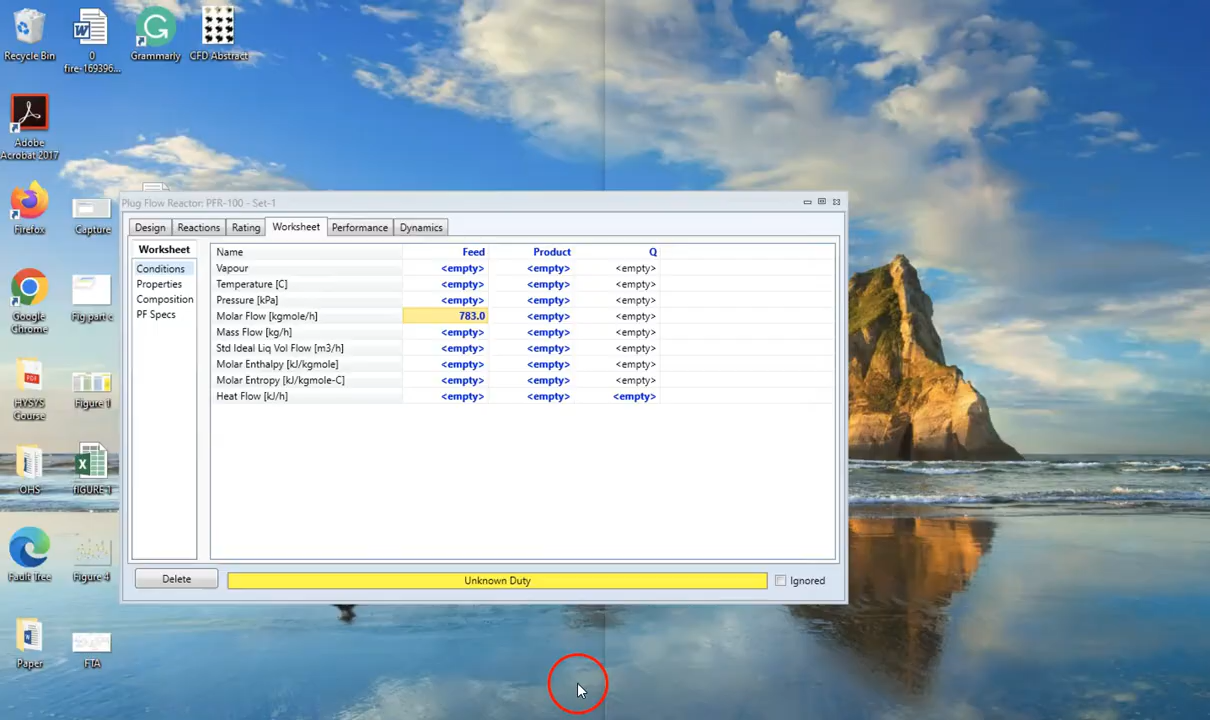 Recycle Bin
0
fire-169396...
Grammarly
CFD Abstract
Adobe
Acrobat 2017
Firefox
Capture
Google
Chrome
Fig part c
HYSYS
Course
Figure 1
OHS
fIGURE 1
Fault Tree
Figure 4
Paper
FTA
Plug Flow Reactor: PFR-100 - Set-1
Design Reactions Rating Worksheet Performance Dynamics
Worksheet
Conditions
Properties
Composition
PF Specs
Name Feed Product Q
Vapour <empty> <empty> <empty>
Temperature [C] <empty> <empty> <empty>
Pressure [kPa] <empty> <empty> <empty>
Molar Flow [kgmole/h] 783.0 <empty> <empty>
Mass Flow [kg/h] <empty> <empty> <empty>
Std Ideal Liq Vol Flow [m3/h] <empty> <empty> <empty>
Molar Enthalpy [kJ/kgmole] <empty> <empty> <empty>
Molar Entropy [kJ/kgmole-C] <empty> <empty> <empty>
Heat Flow [kJ/h] <empty> <empty> <empty>
Delete Unknown Duty Ignored